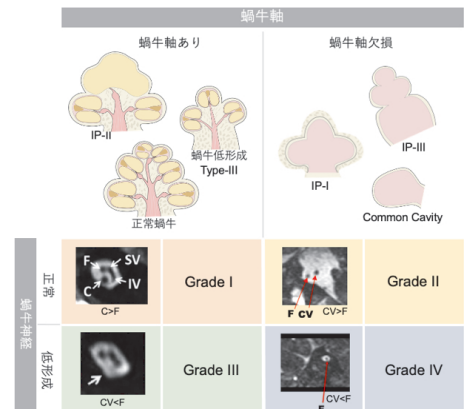 蝸牛軸
蝸牛軸あり
蝸牛軸欠損
IP-II
蝸牛低形成
Type-III
正常蝸牛
IP-I
IP-III
Common Cavity
蝸牛神経
正常
F
SV
C
IV
C>F
Grade I
F CV
CV>F
Grade II
低形成
CV<F
Grade III
CV<F
F
Grade IV